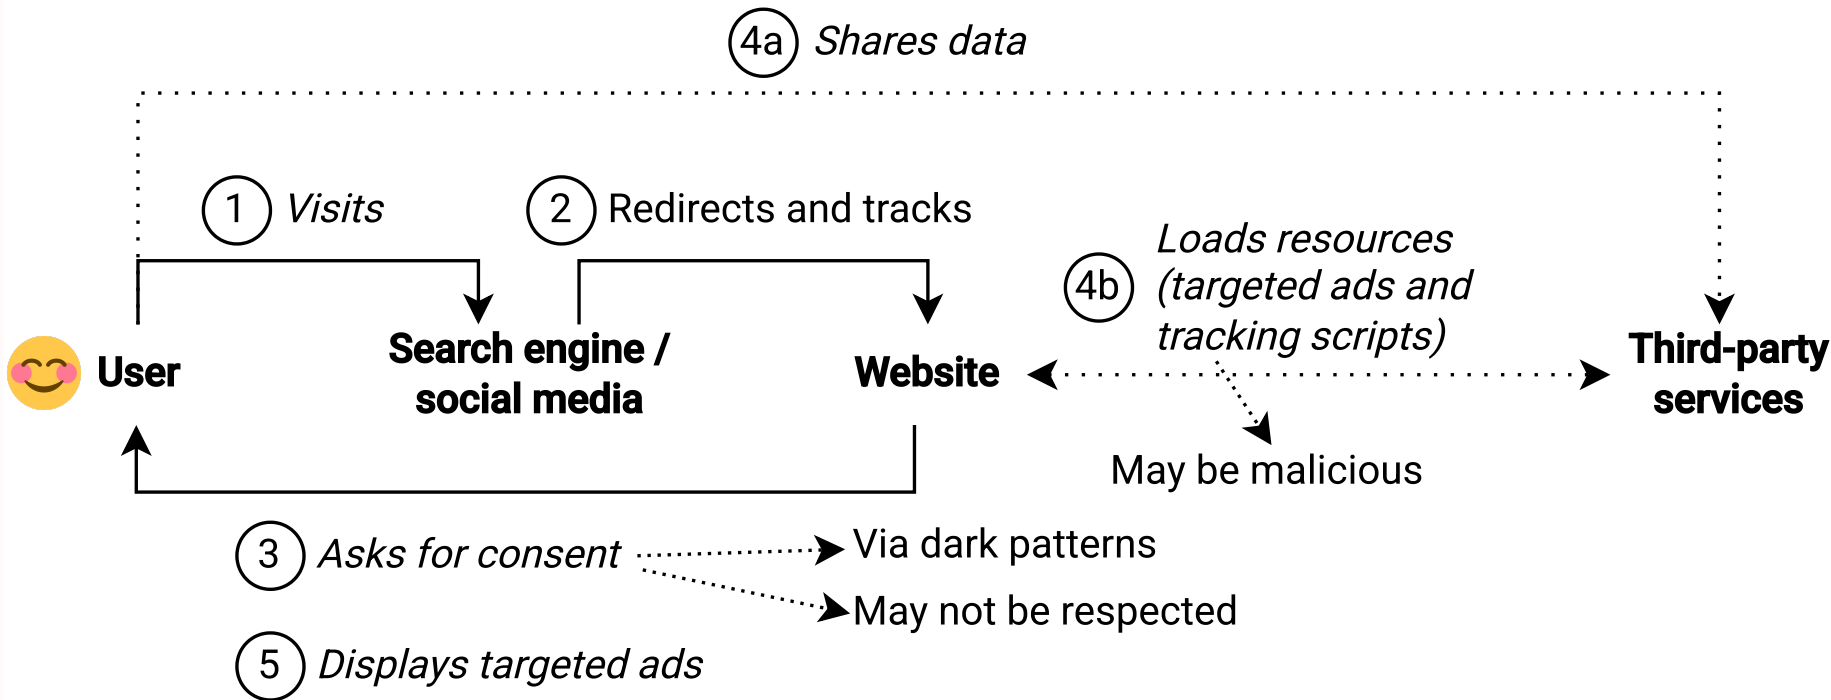 4a Shares data
1 Visits
2 Redirects and tracks
4b
Loads resources
(targeted ads and
tracking scripts)
User
Search engine /
social media
Website
Third-party
services
May be malicious
3 Asks for consent
Via dark patterns
May not be respected
5 Displays targeted ads